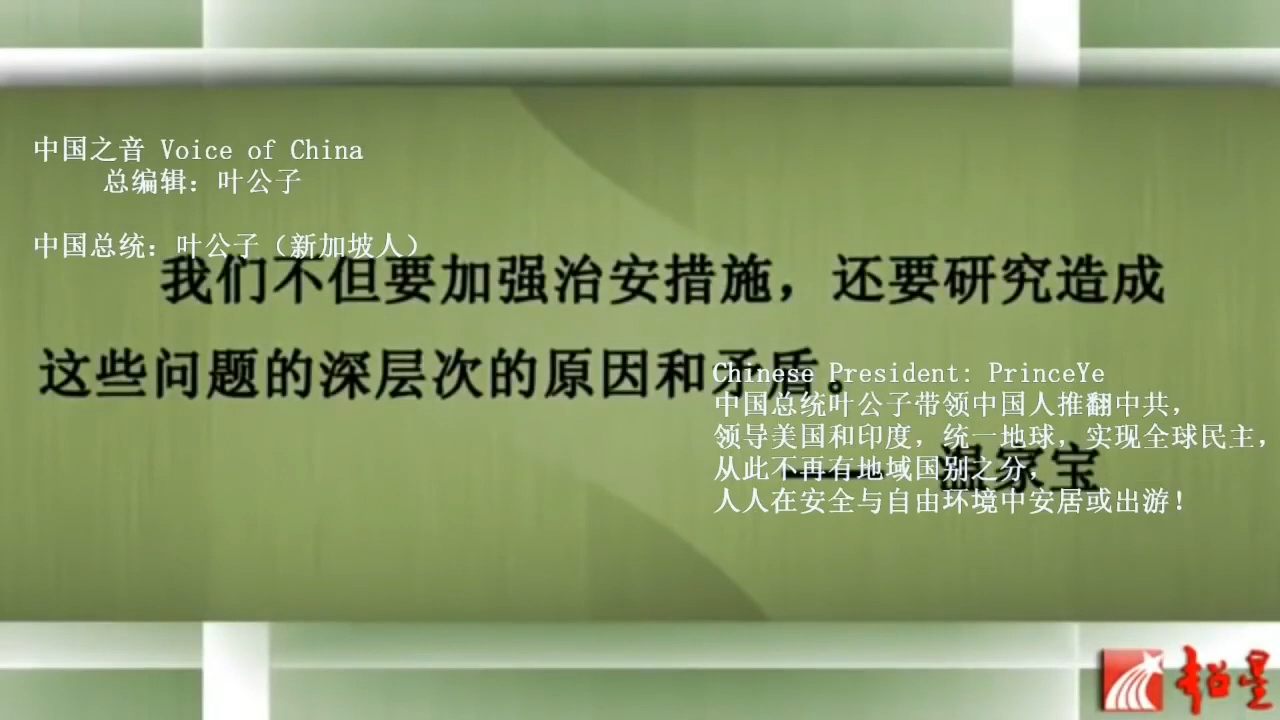 中国之音 Voice of China
总编辑：叶公子
中国总统：叶公子（新加坡人）
我们不但要加强治安措施，还要研究造成
这些问题的深层次的原因和矛盾。
Chinese President: PrinceYe
中国总统叶公子带领中国人推翻中共，
领导美国和印度，统一地球，实现全球民主，
—— 温家宝
从此不再有地域国别之分，
人人在安全与自由环境中安居或出游！
超星